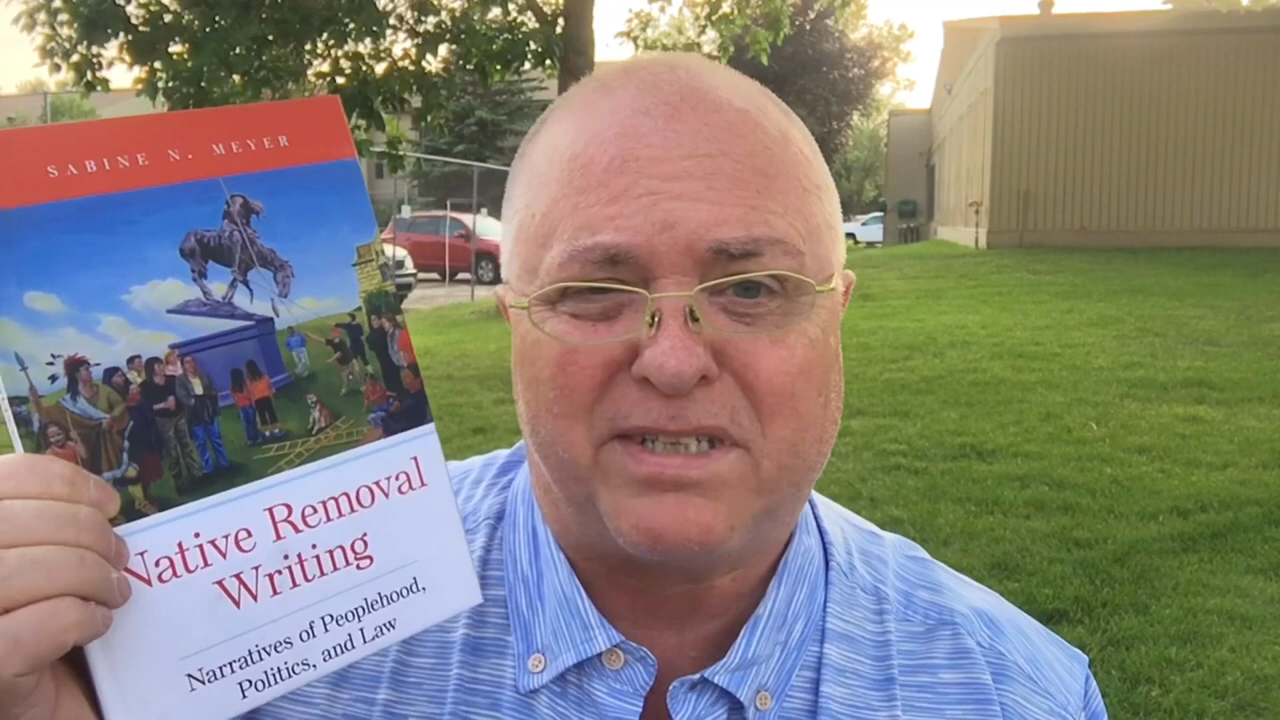 SABINE N. MEYER
Native Removal
Writing
Narratives of Peoplehood,
Politics, and Law